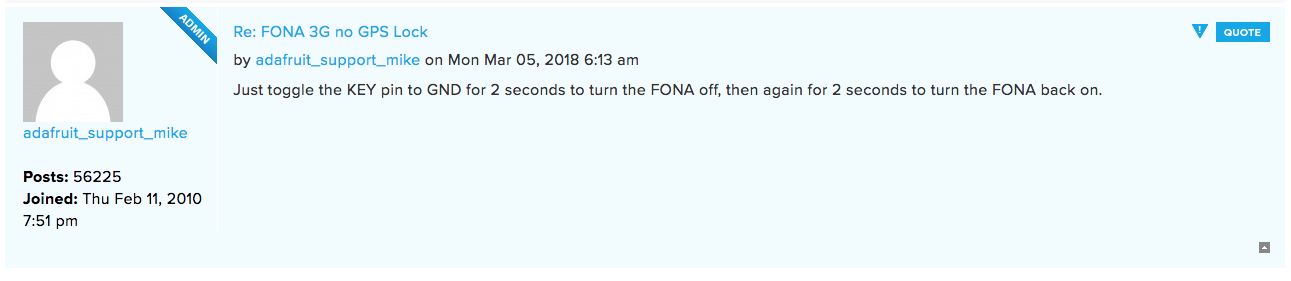 ADMIN
Re: FONA 3G no GPS Lock
QUOTE
by adafruit_support_mike on Mon Mar 05, 2018 6:13 am
Just toggle the KEY pin to GND for 2 seconds to turn the FONA off, then again for 2 seconds to turn the FONA back on.
adafruit_support_mike
Posts: 56225
Joined: Thu Feb 11, 2010
7:51 pm